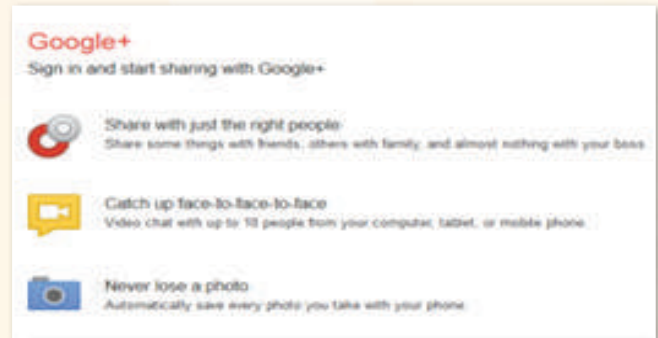 Google+
Sign in and start sharing with Google+
Share with just the right people
Share some things with friends, others with family, and almost nothing with your boss.
Catch up face-to-face-to-face
Video chat with up to 10 people from your computer, tablet, or mobile phone.
Never lose a photo
Automatically save every photo you take with your phone.